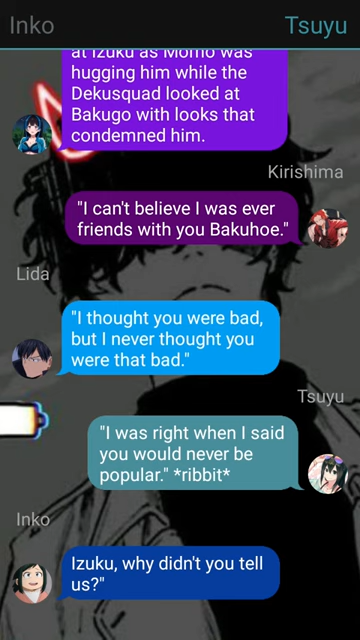 Inko
Tsuyu
at Izuku as Momo was
hugging him while the
Dekusquad looked at
Bakugo with looks that
condemned him.
Kirishima
"I can't believe I was ever
friends with you Bakuhoe."
Lida
"I thought you were bad,
but I never thought you
were that bad."
Tsuyu
"I was right when I said
you would never be
popular." *ribbit*
Inko
Izuku, why didn't you tell
us?"